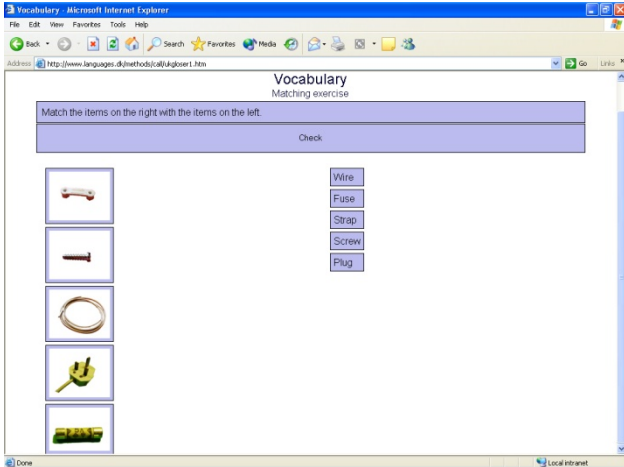 Vocabulary - Microsoft Internet Explorer
File Edit View Favorites Tools Help
Back Search Favorites Media
Address http://www.languages.dk/methods/call/ukgloser1.htm Go Links
Vocabulary
Matching exercise
Match the items on the right with the items on the left.
Check
Wire
Fuse
Strap
Screw
Plug
Done Local intranet